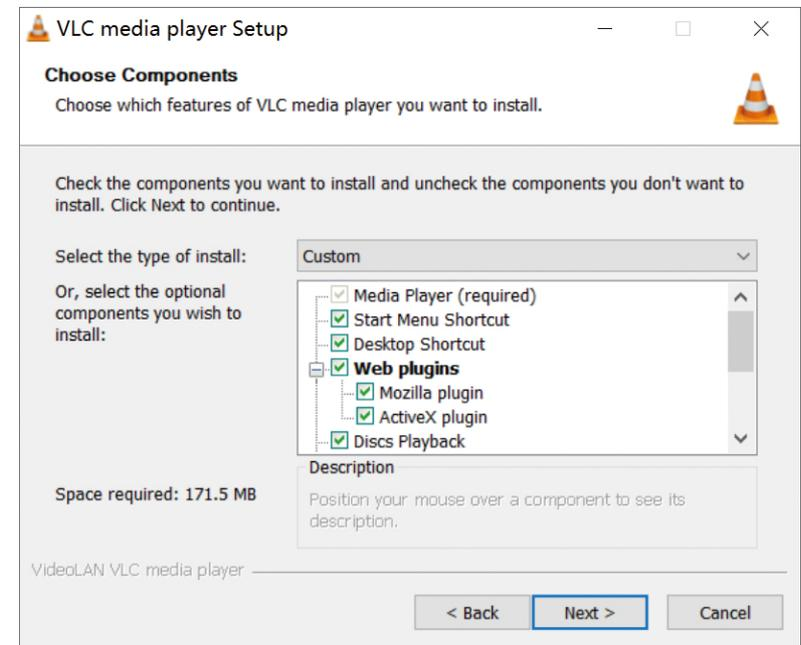 VLC media player Setup
Choose Components
Choose which features of VLC media player you want to install.
Check the components you want to install and uncheck the components you don't want to
install. Click Next to continue.
Select the type of install:
Custom
Or, select the optional
components you wish to
install:
Media Player (required)
Start Menu Shortcut
Desktop Shortcut
Web plugins
Mozilla plugin
ActiveX plugin
Discs Playback
Space required: 171.5 MB
Description
Position your mouse over a component to see its
description.
VideoLAN VLC media player
< Back
Next >
Cancel